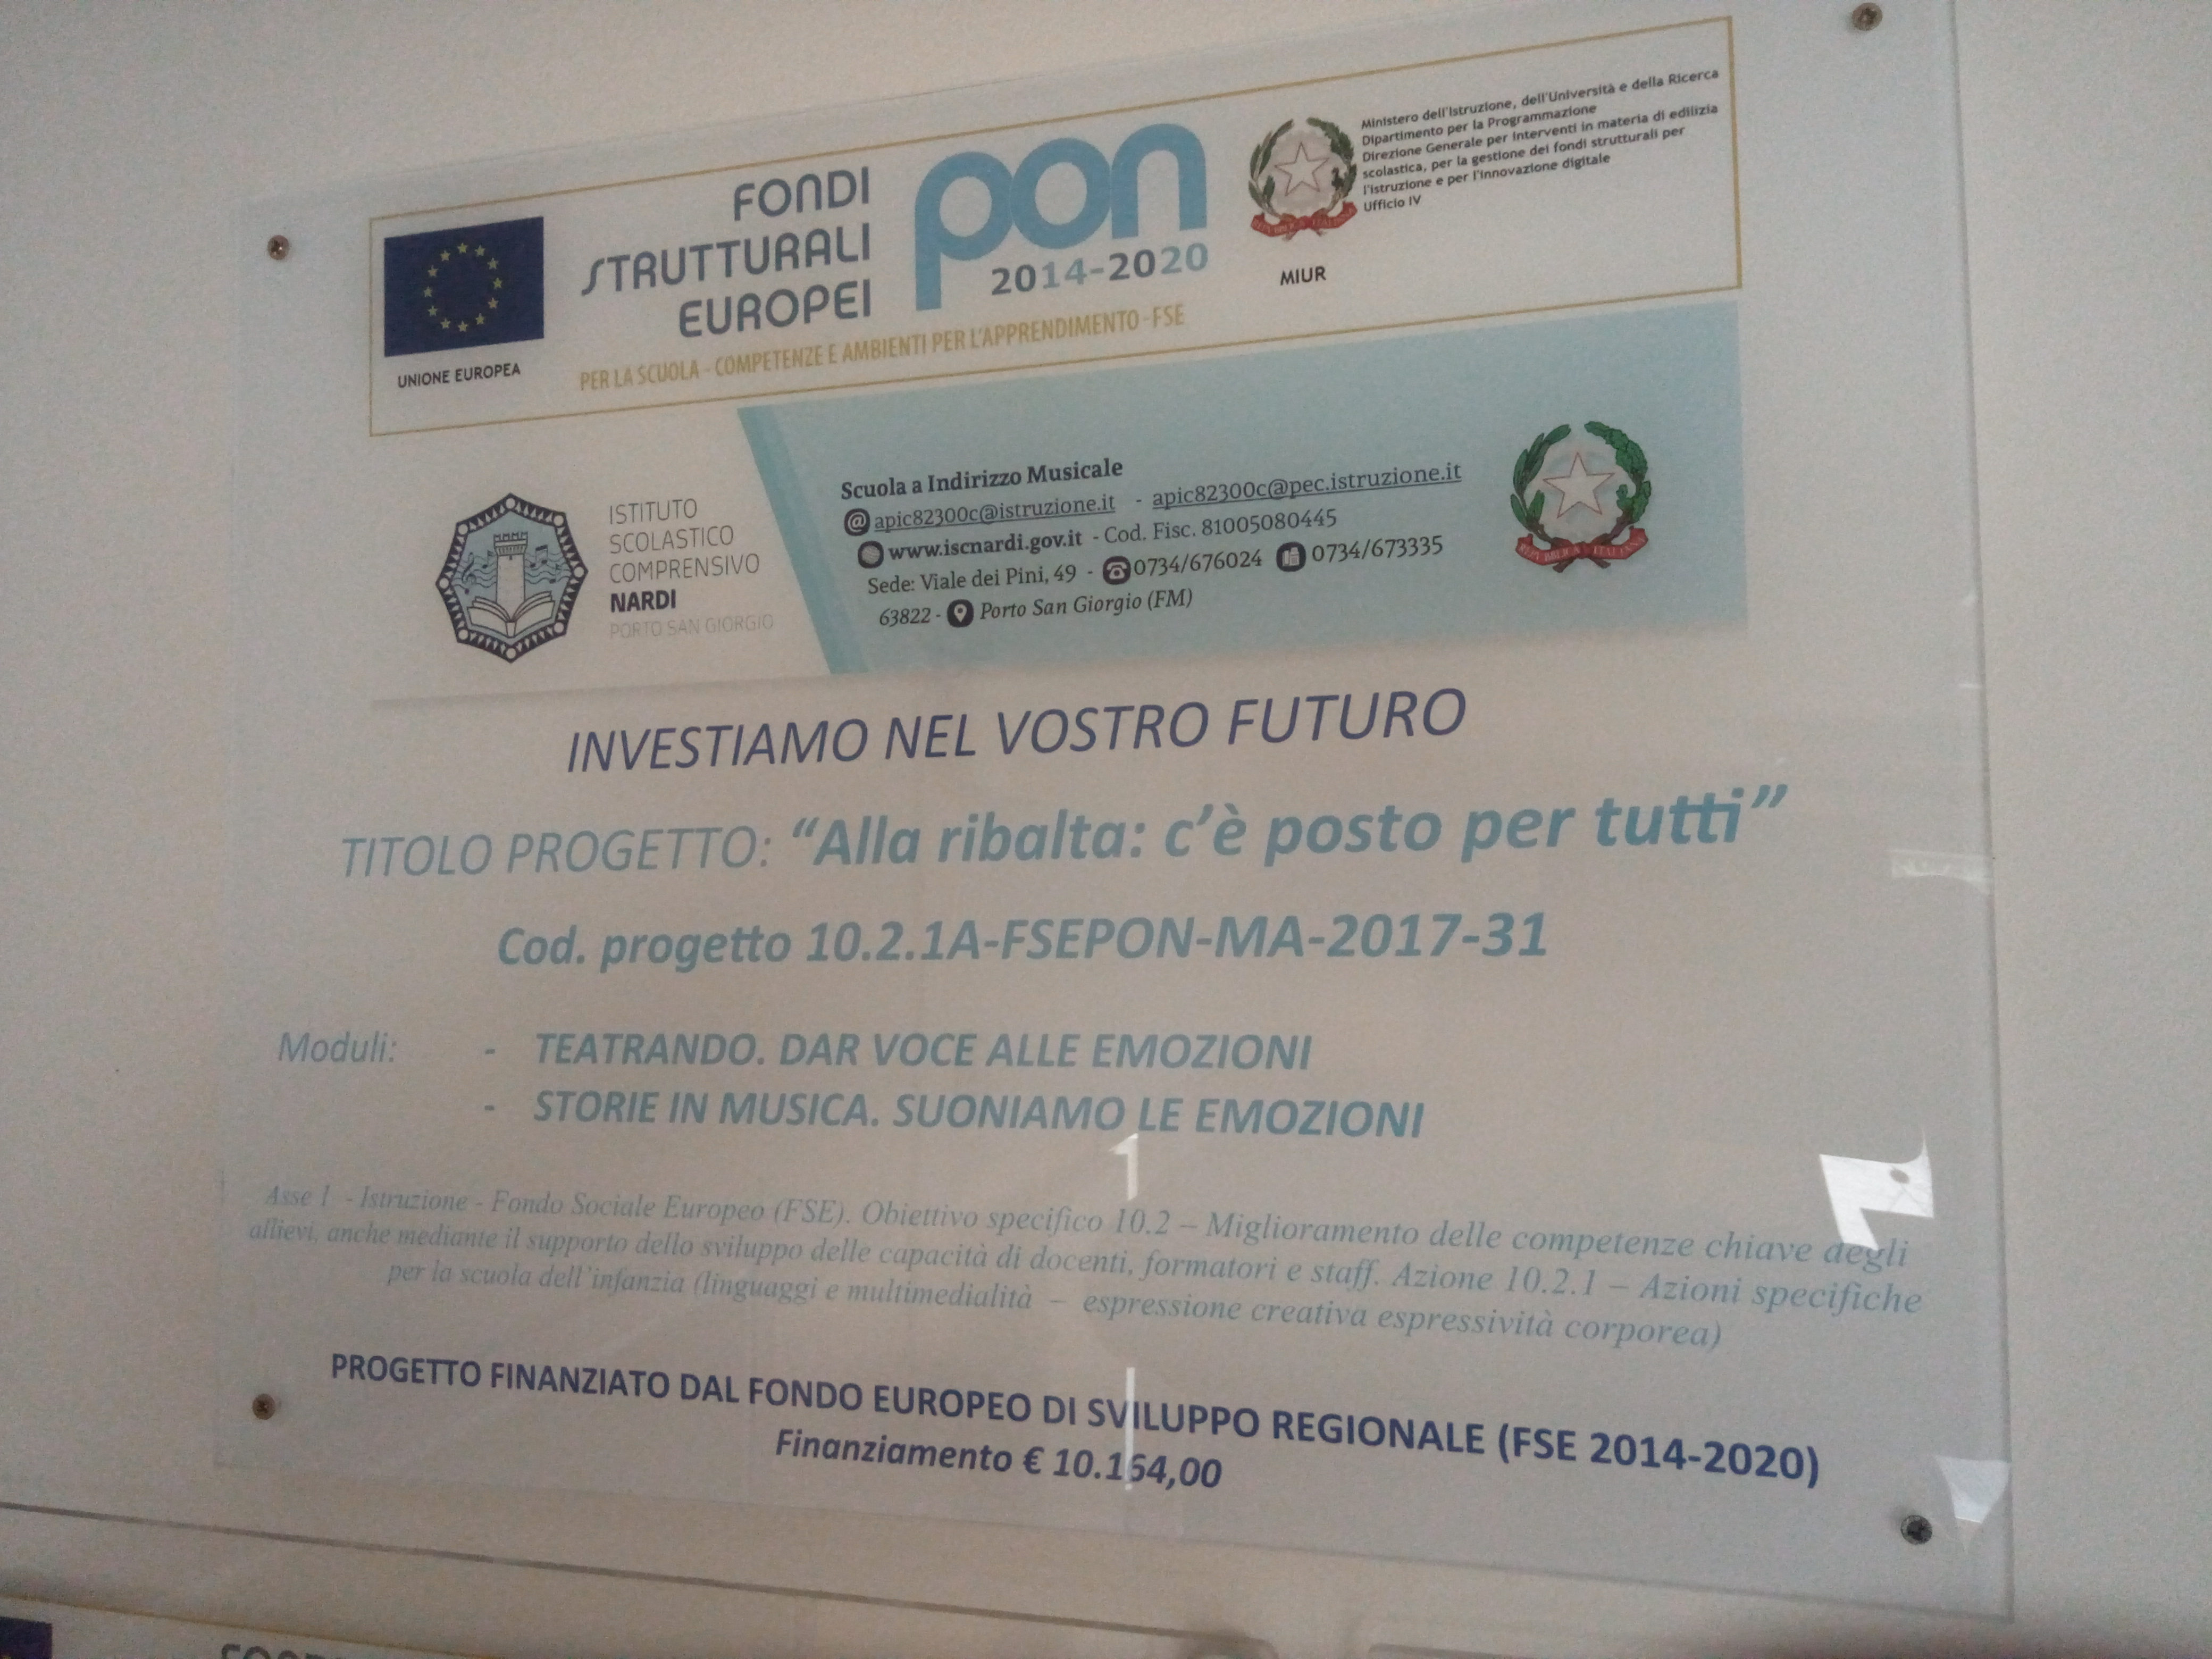 FONDI
STRUTTURALI
EUROPEI
pon
2014-2020
UNIONE EUROPEA
PER LA SCUOLA - COMPETENZE E AMBIENTI PER L'APPRENDIMENTO -FSE
REPVBBLICA ITALIANA
MIUR
Ministero dell'Istruzione, dell'Università e della Ricerca
Dipartimento per la Programmazione
Direzione Generale per Interventi in materia di edilizia
scolastica, per la gestione dei fondi strutturali per
l'Istruzione e per l'Innovazione digitale
Ufficio IV
ISTITUTO
SCOLASTICO
COMPRENSIVO
NARDI
PORTO SAN GIORGIO
Scuola a Indirizzo Musicale
@ apic82300c@istruzione.it - apic82300c@pec.istruzione.it
www.iscnardi.gov.it - Cod. Fisc. 81005080445
Sede: Viale dei Pini, 49 - 0734/676024 0734/673335
63822 - Porto San Giorgio (FM)
REPVBBLICA ITALIANA
INVESTIAMO NEL VOSTRO FUTURO
TITOLO PROGETTO: “Alla ribalta: c’è posto per tutti”
Cod. progetto 10.2.1A-FSEPON-MA-2017-31
Moduli: - TEATRANDO. DAR VOCE ALLE EMOZIONI
- STORIE IN MUSICA. SUONIAMO LE EMOZIONI
Asse 1 - Istruzione - Fondo Sociale Europeo (FSE). Obiettivo specifico 10.2 – Miglioramento delle competenze chiave degli
allievi, anche mediante il supporto dello sviluppo delle capacità di docenti, formatori e staff. Azione 10.2.1 – Azioni specifiche
per la scuola dell’infanzia (linguaggi e multimedialità – espressione creativa espressività corporea)
PROGETTO FINANZIATO DAL FONDO EUROPEO DI SVILUPPO REGIONALE (FSE 2014-2020)
Finanziamento € 10.164,00